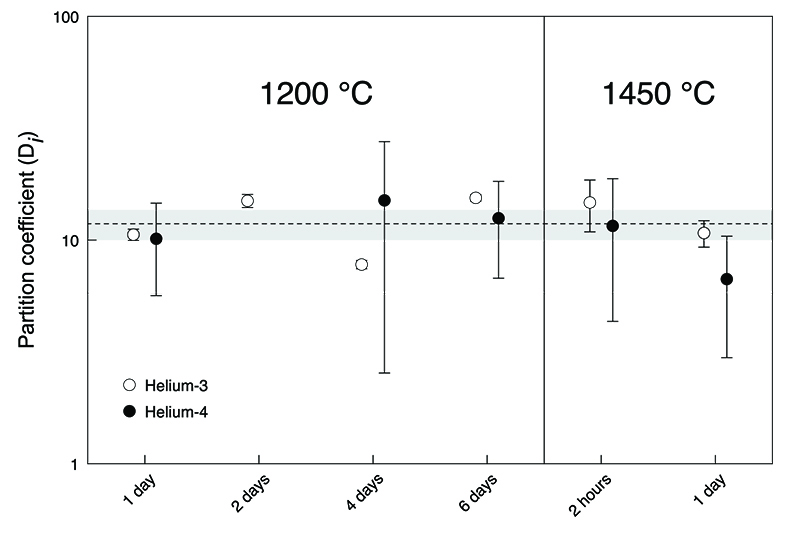 100
1200 °C
1450 °C
Partition coefficient (Di)
10
Helium-3
Helium-4
1
1 day
2 days
4 days
6 days
2 hours
1 day